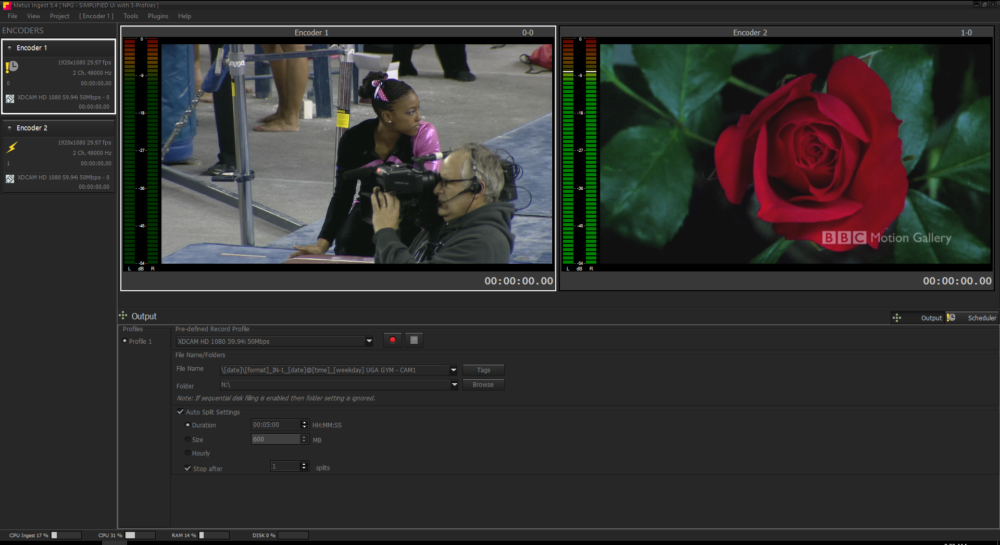 Metus Ingest 5.4 [ NPG - SIMPLIFIED UI with 3-Profiles ]
File View Project [ Encoder 1 ] Tools Plugins Help
ENCODERS
Encoder 1
1920x1080 29.97 fps
2 Ch. 48000 Hz
0 00:00:00.00
XDCAM HD 1080 59.94i 50Mbps - 0
00:00:00.00
Encoder 2
1920x1080 29.97 fps
2 Ch. 48000 Hz
1 00:00:00.00
XDCAM HD 1080 59.94i 50Mbps - 0
00:00:00.00
Encoder 1 0-0
0
-9
-18
-27
-36
-45
-54
L dB R
AVA
00:00:00.00
Encoder 2 1-0
0
-9
-18
-27
-36
-45
-54
L dB R
BBC Motion Gallery
00:00:00.00
Output
Output Scheduler
Profiles
Profile 1
Pre-defined Record Profile
XDCAM HD 1080 59.94i 50Mbps
File Name/Folders
File Name \[date]\[format]_IN-1_[date]@[time]_[weekday] UGA GYM - CAM1 Tags
Folder N:\ Browse
Note: If sequential disk filling is enabled then folder setting is ignored.
Auto Split Settings
Duration 00:05:00 HH:MM:SS
Size 600 MB
Hourly
Stop after 1 splits
CPU Ingest 17 % CPU 31 % RAM 14 % DISK 0 %